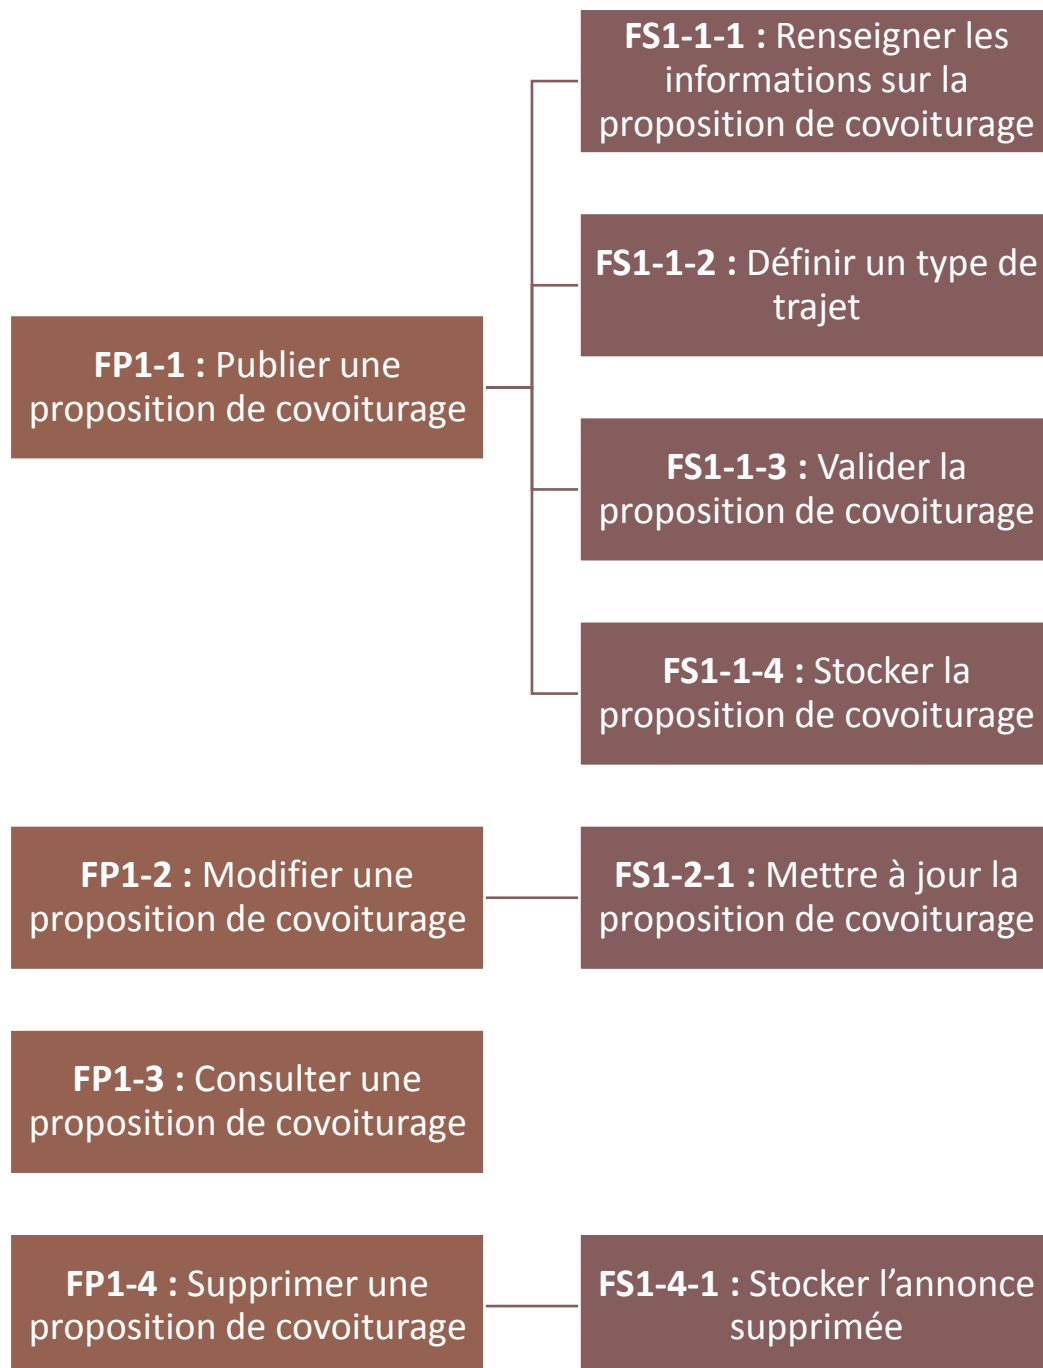 FS1-1-1 : Renseigner les
informations sur la
proposition de covoiturage
FS1-1-2 : Définir un type de
trajet
FP1-1 : Publier une
proposition de covoiturage
FS1-1-3 : Valider la
proposition de covoiturage
FS1-1-4 : Stocker la
proposition de covoiturage
FP1-2 : Modifier une
proposition de covoiturage
FS1-2-1 : Mettre à jour la
proposition de covoiturage
FP1-3 : Consulter une
proposition de covoiturage
FP1-4 : Supprimer une
proposition de covoiturage
FS1-4-1 : Stocker l’annonce
supprimée